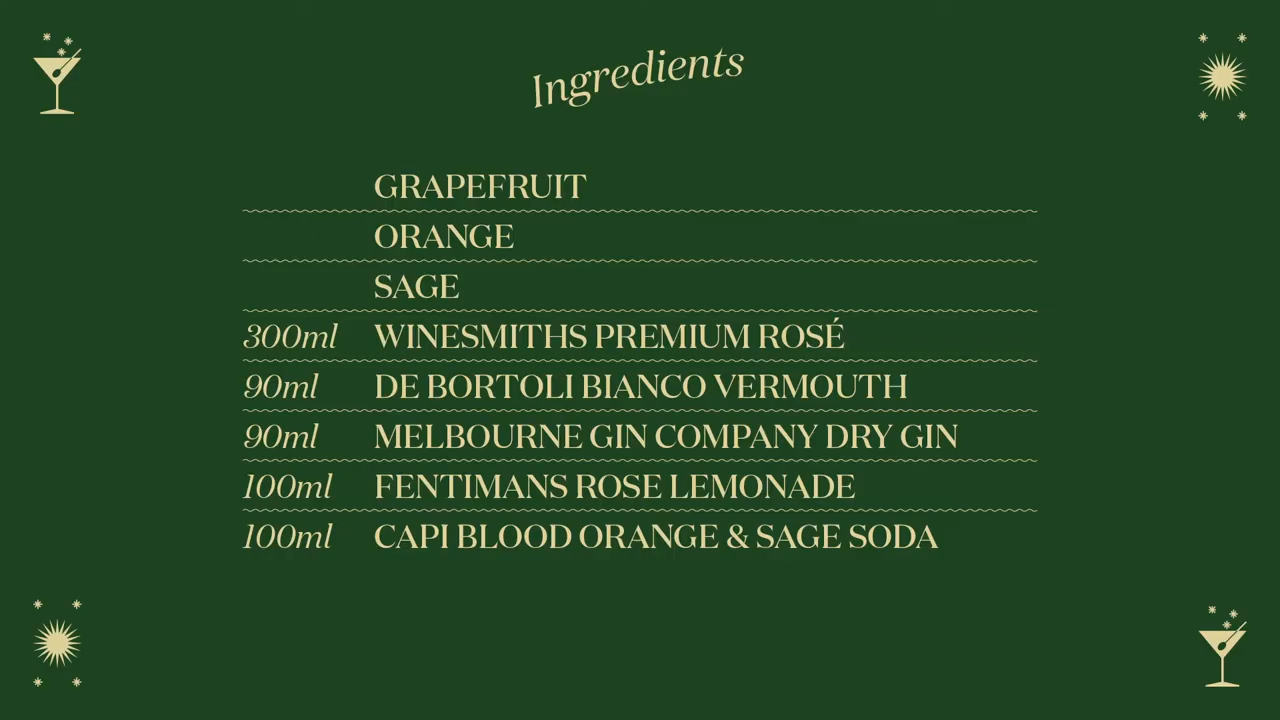 Ingredients
GRAPEFRUIT
ORANGE
SAGE
300ml WINESMITHS PREMIUM ROSÉ
90ml DE BORTOLI BIANCO VERMOUTH
90ml MELBOURNE GIN COMPANY DRY GIN
100ml FENTIMANS ROSE LEMONADE
100ml CAPI BLOOD ORANGE & SAGE SODA